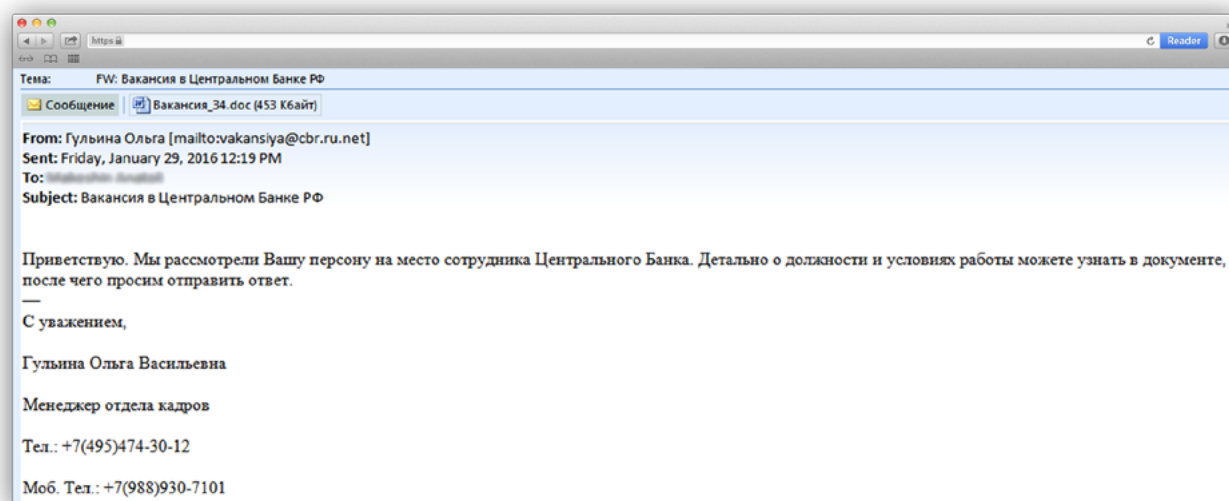 https
Reader
Тема: FW: Вакансия в Центральном Банке РФ
Сообщение Вакансия_34.doc (453 Кбайт)
From: Гульина Ольга [mailto:vakansiya@cbr.ru.net]
Sent: Friday, January 29, 2016 12:19 PM
To:
Subject: Вакансия в Центральном Банке РФ
Приветствую. Мы рассмотрели Вашу персону на место сотрудника Центрального Банка. Детально о должности и условиях работы можете узнать в документе,
после чего просим отправить ответ.
—
С уважением,
Гульина Ольга Васильевна
Менеджер отдела кадров
Тел.: +7(495)474-30-12
Моб. Тел.: +7(988)930-7101